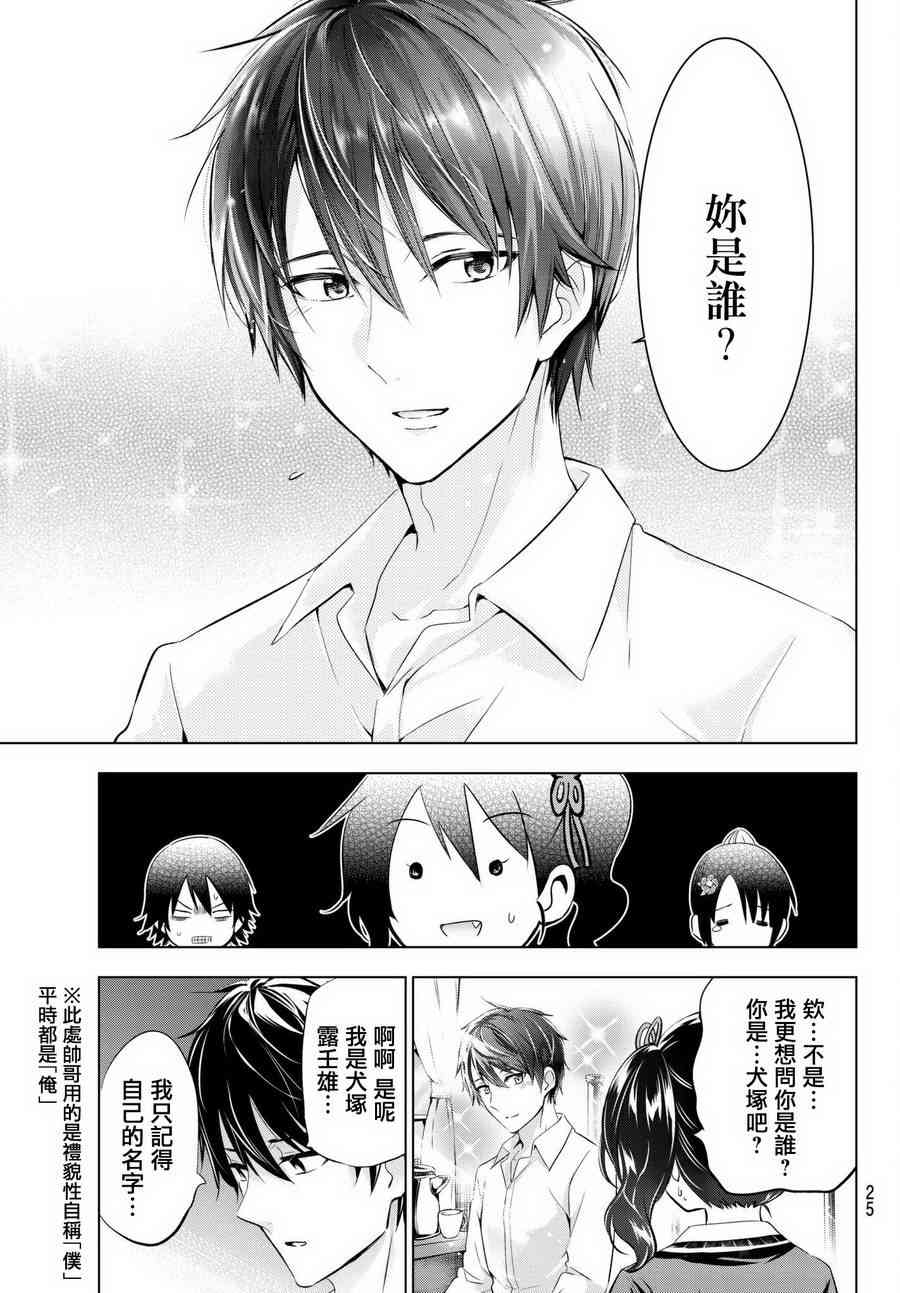 妳是誰？
欸…不是…
我更想問你是誰？
你是…犬塚吧？
啊啊 是呢
我是犬塚
露壬雄…
我只記得
自己的名字…
※此處帥哥用的是禮貌性自稱「僕」
平時都是「俺」
25